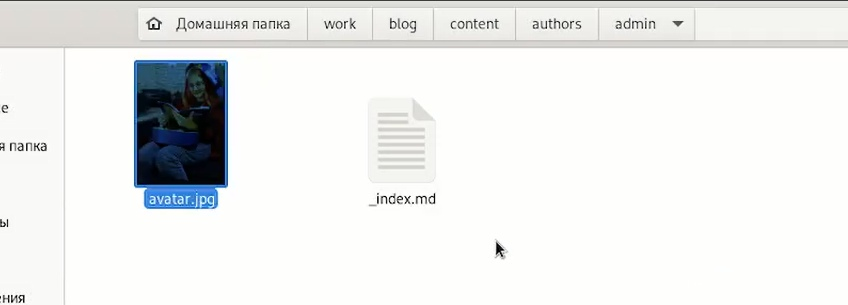 Домашняя папка work blog content authors admin
е
я папка
ы
ения
avatar.jpg
_index.md